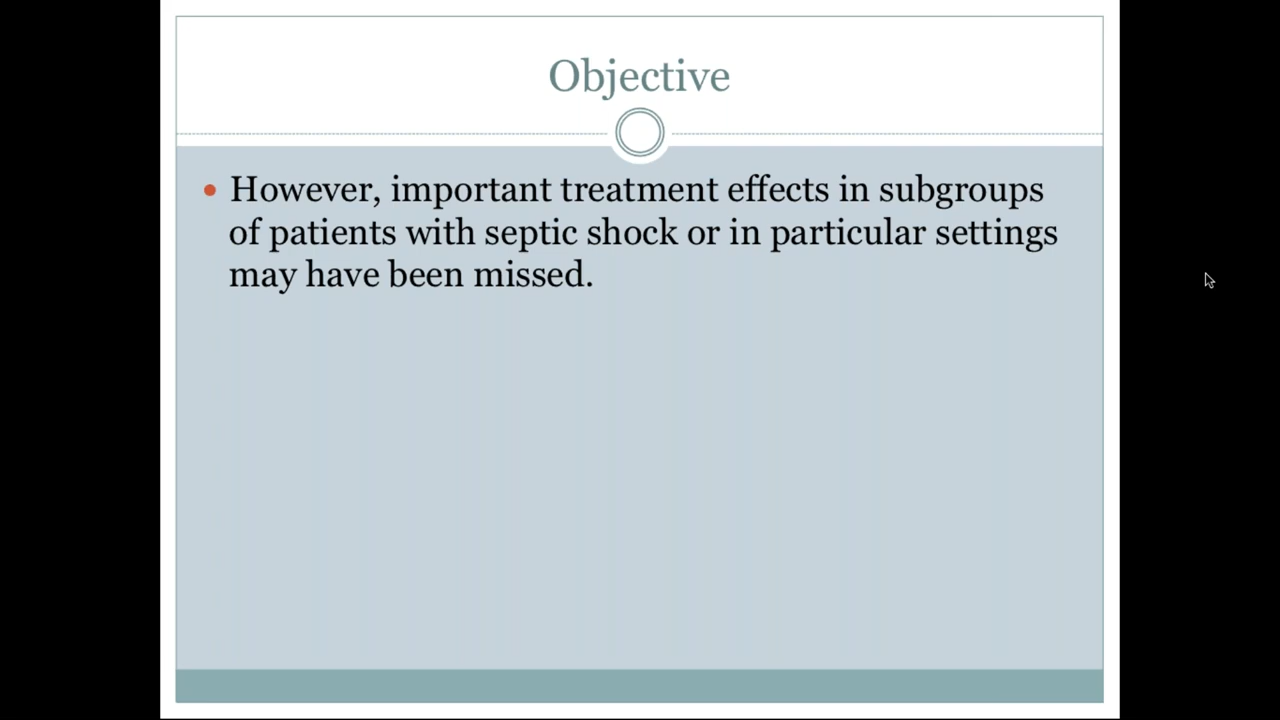 Objective
However, important treatment effects in subgroups
of patients with septic shock or in particular settings
may have been missed.